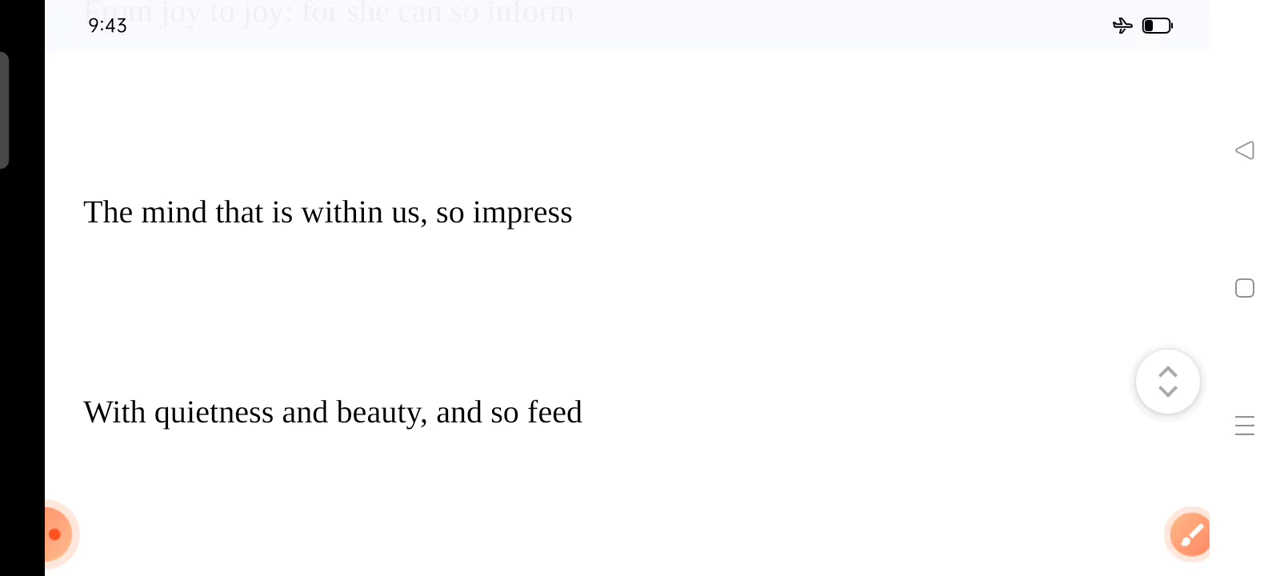 From joy to joy: for she can so inform
9:43
The mind that is within us, so impress
With quietness and beauty, and so feed